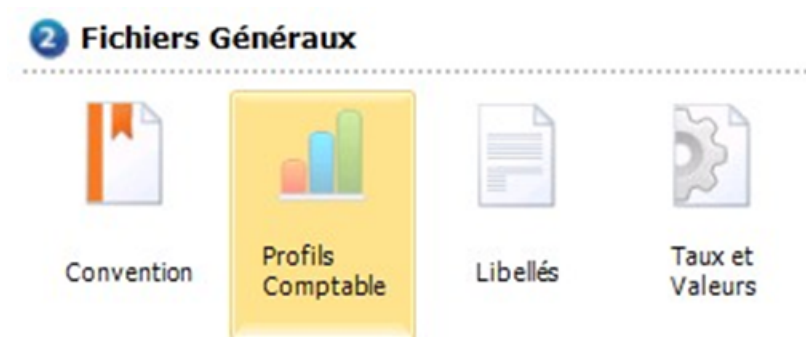 2 Fichiers Généraux
Convention
Profils
Comptable
Libellés
Taux et
Valeurs